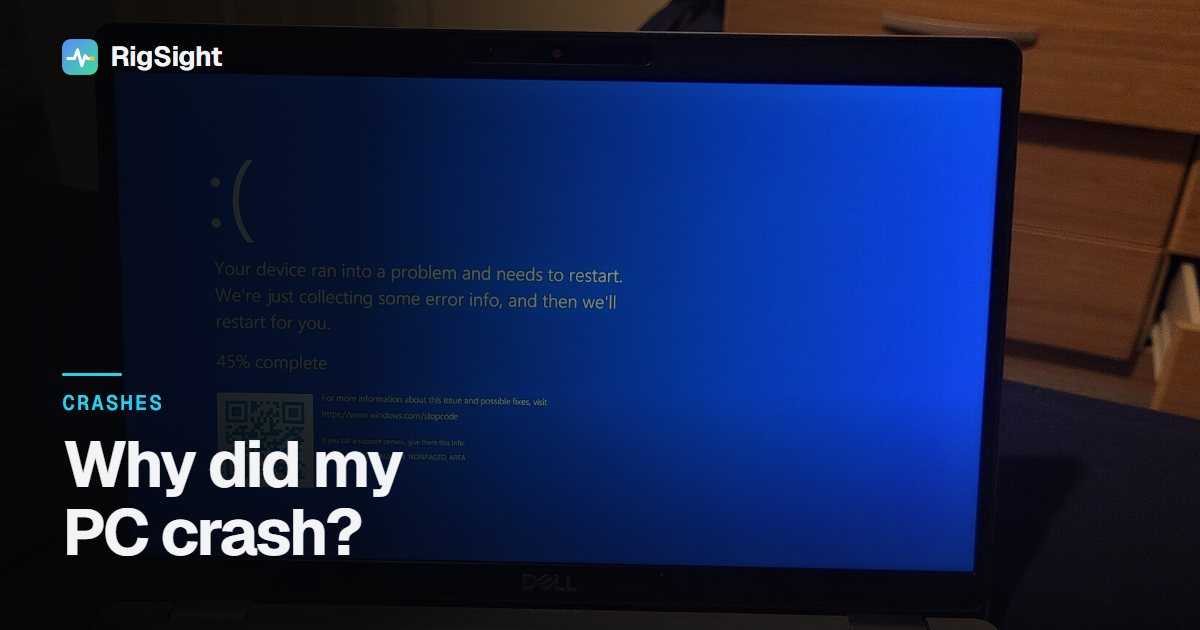 RigSight
:(
Your device ran into a problem and needs to restart.
We're just collecting some error info, and then we'll
restart for you.
45% complete
For more information about this issue and possible fixes, visit
https://www.windows.com/stopcode
If you call a support person, give them this info:
NONPAGED AREA
CRASHES
Why did my
PC crash?
DELL